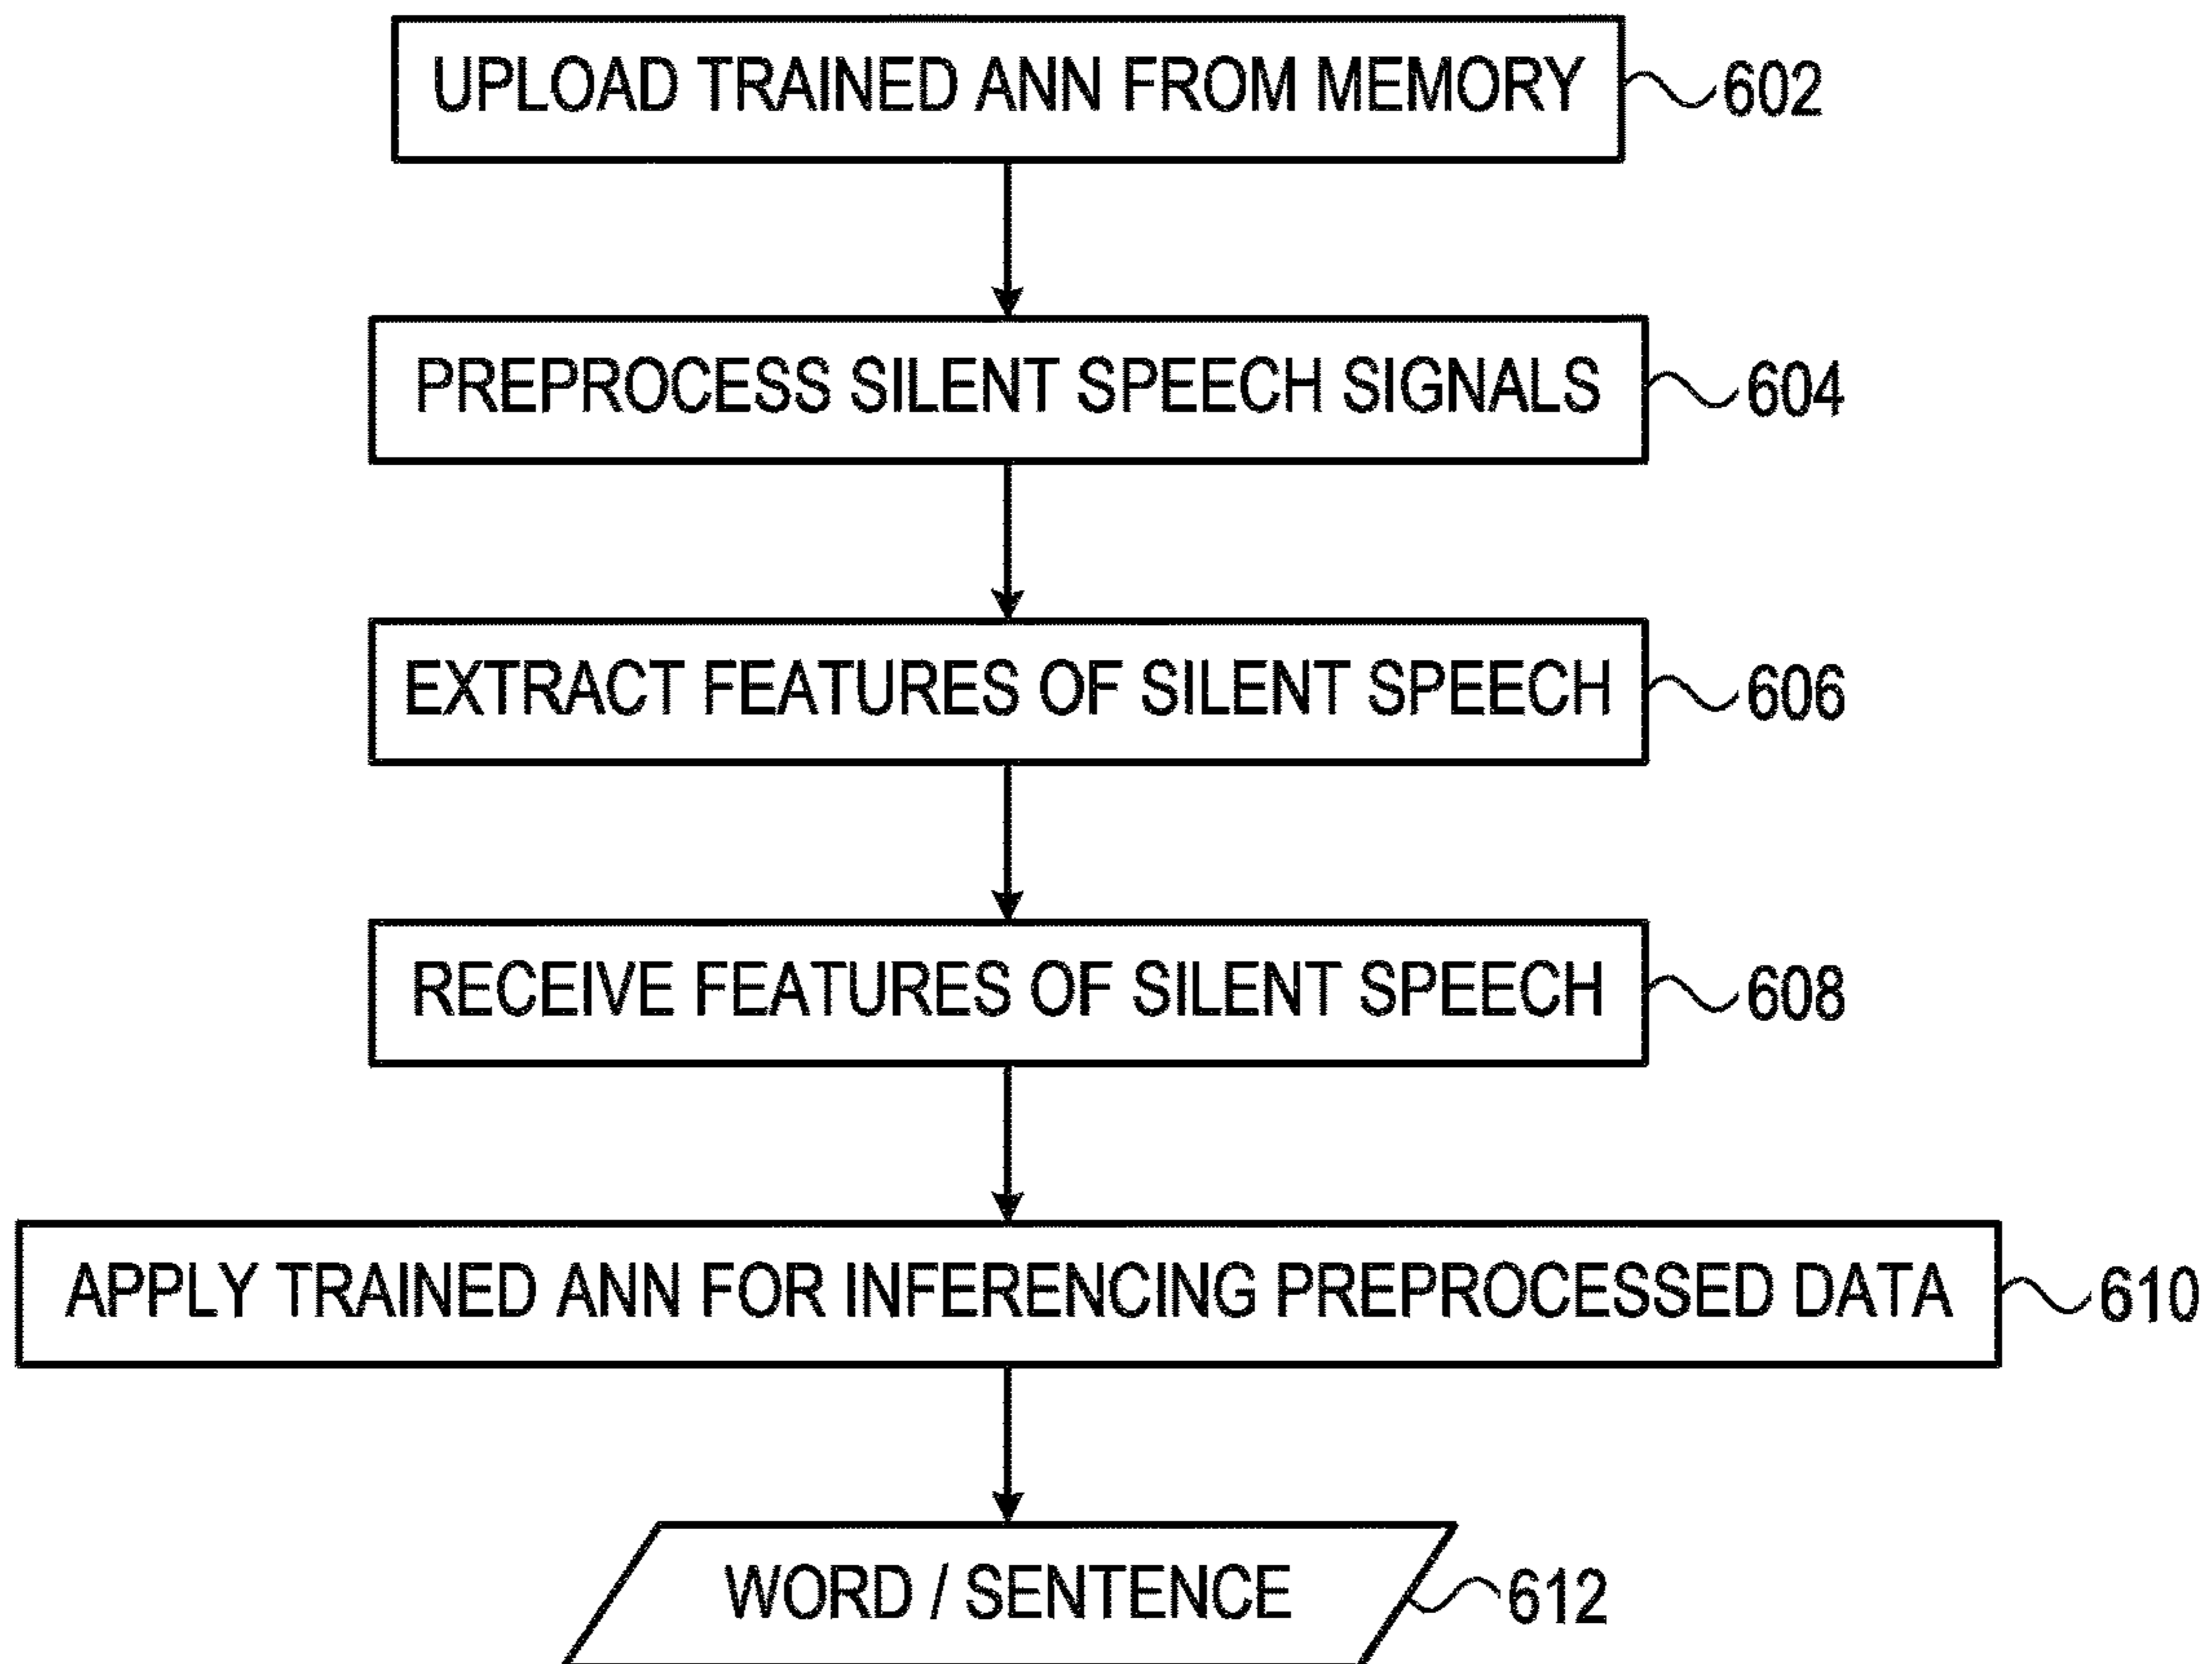 UPLOAD TRAINED ANN FROM MEMORY 602
PREPROCESS SILENT SPEECH SIGNALS 604
EXTRACT FEATURES OF SILENT SPEECH 606
RECEIVE FEATURES OF SILENT SPEECH 608
APPLY TRAINED ANN FOR INFERENCING PREPROCESSED DATA 610
WORD / SENTENCE 612